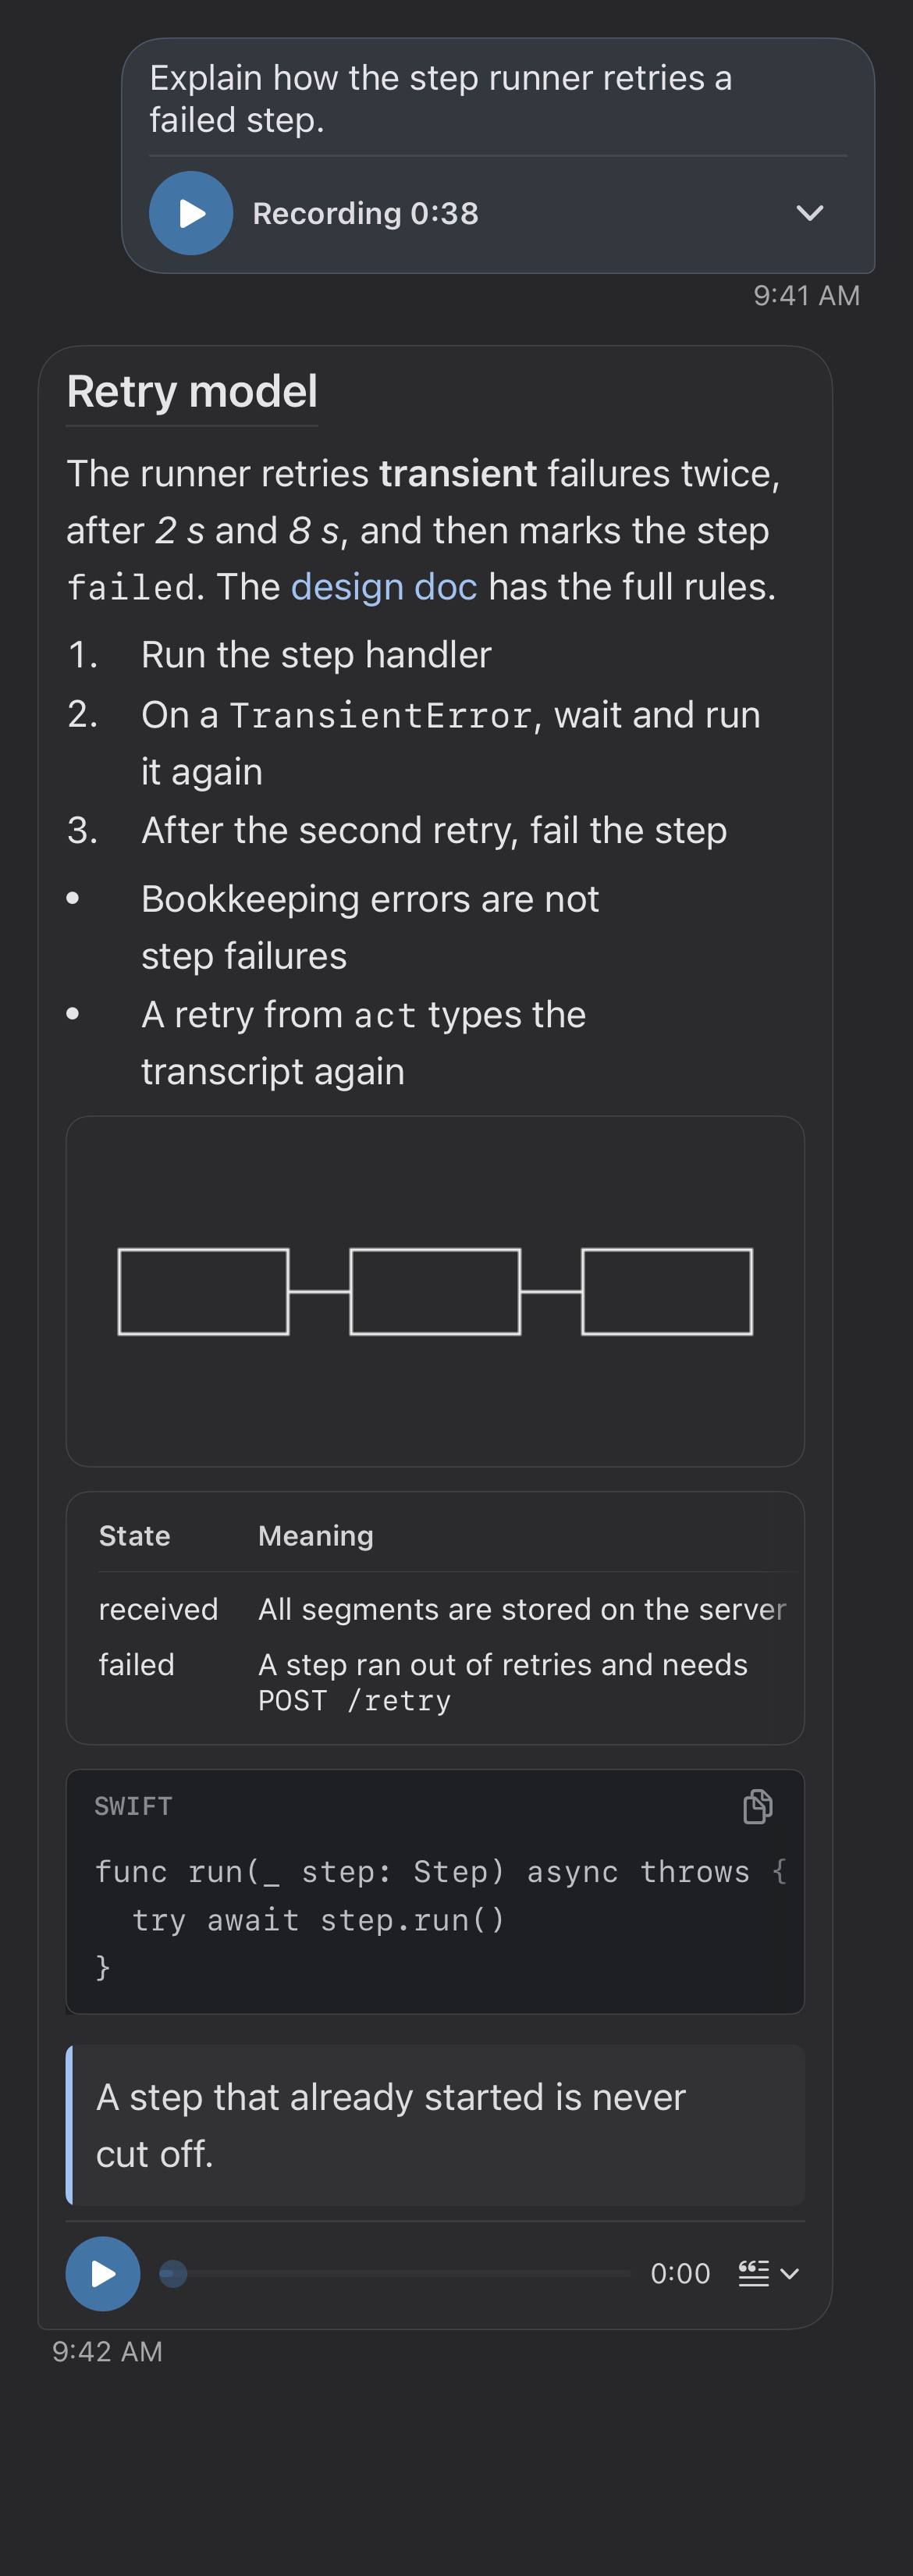 Explain how the step runner retries a
failed step.
Recording 0:38
9:41 AM
Retry model
The runner retries transient failures twice,
after 2 s and 8 s, and then marks the step
failed. The design doc has the full rules.
1. Run the step handler
2. On a TransientError, wait and run
it again
3. After the second retry, fail the step
• Bookkeeping errors are not
step failures
• A retry from act types the
transcript again
State Meaning
received All segments are stored on the server
failed A step ran out of retries and needs
POST /retry
SWIFT
func run(_ step: Step) async throws {
  try await step.run()
}
A step that already started is never
cut off.
0:00
9:42 AM